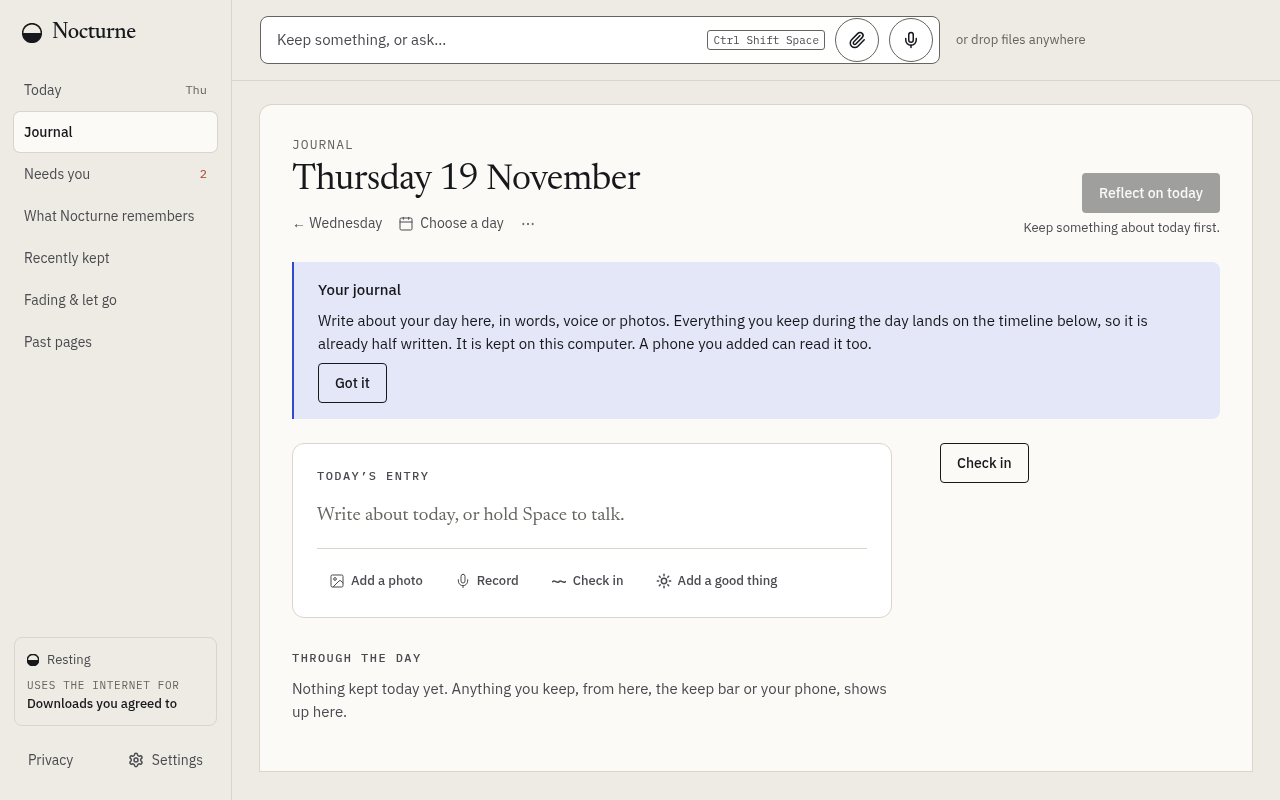 Nocturne
Today Thu
Journal
Needs you 2
What Nocturne remembers
Recently kept
Fading & let go
Past pages
Resting
USES THE INTERNET FOR
Downloads you agreed to
Privacy Settings
Keep something, or ask... Ctrl Shift Space or drop files anywhere
JOURNAL
Thursday 19 November
← Wednesday Choose a day ···
Reflect on today
Keep something about today first.
Your journal
Write about your day here, in words, voice or photos. Everything you keep during the day lands on the timeline below, so it is
already half written. It is kept on this computer. A phone you added can read it too.
Got it
TODAY’S ENTRY
Write about today, or hold Space to talk.
Add a photo Record Check in Add a good thing
Check in
THROUGH THE DAY
Nothing kept today yet. Anything you keep, from here, the keep bar or your phone, shows
up here.